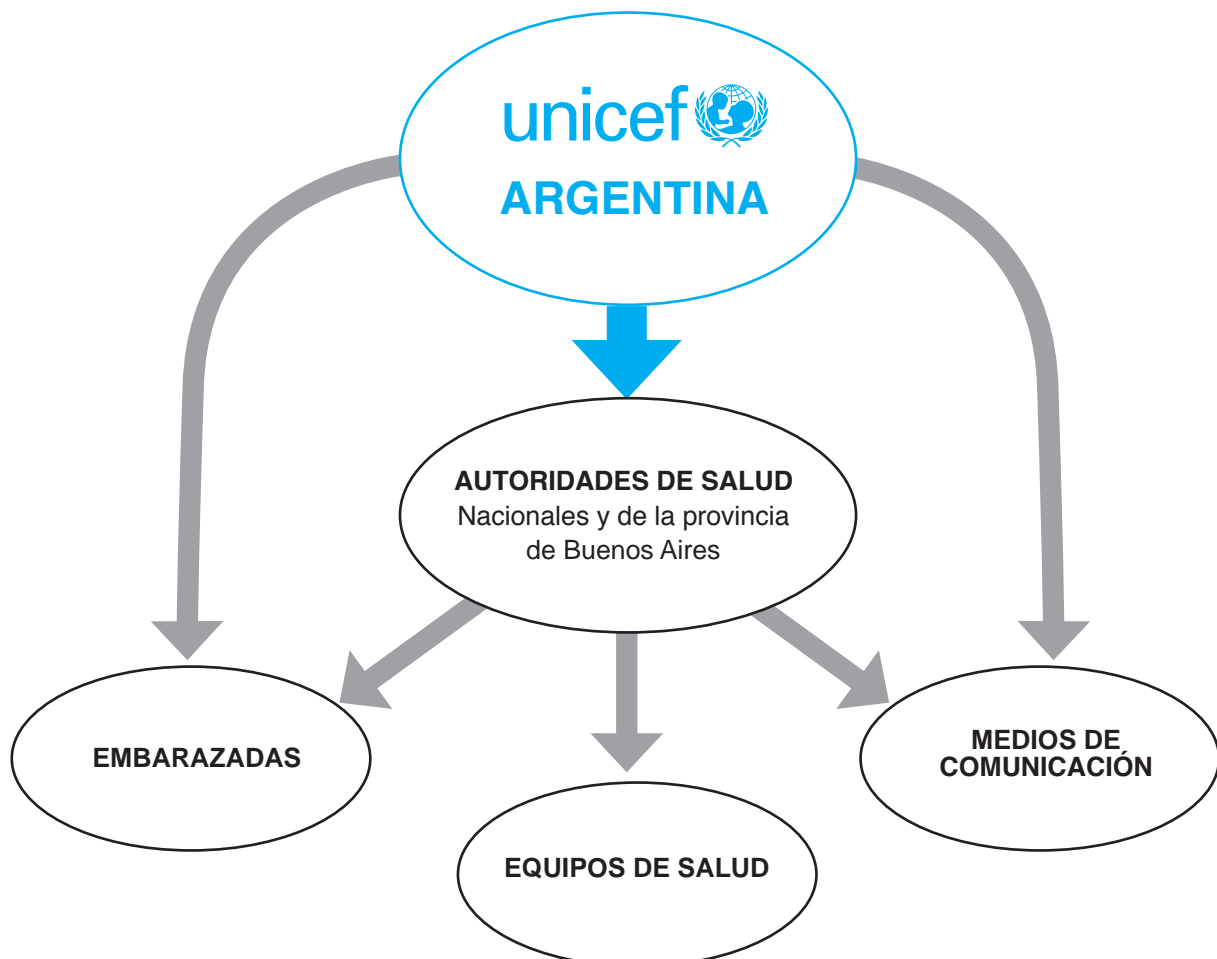 unicef
ARGENTINA
AUTORIDADES DE SALUD
Nacionales y de la provincia
de Buenos Aires
EMBARAZADAS
MEDIOS DE
COMUNICACIÓN
EQUIPOS DE SALUD